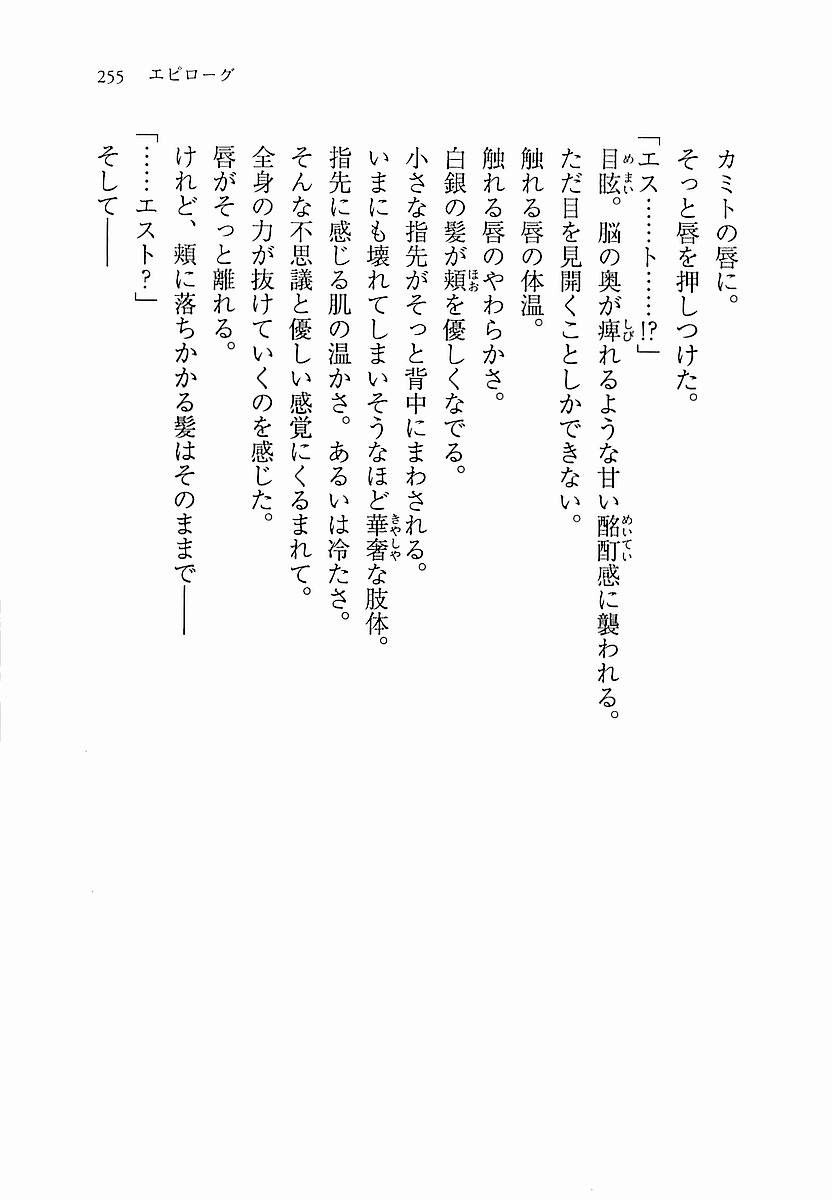 255 エピローグ
カミトの唇に。
そっと唇を押しつけた。
「エス……ト……!?」
目眩。脳の奥が痺れるような甘い酩酊感に襲われる。
ただ目を見開くことしかできない。
触れる唇の体温。
触れる唇のやわらかさ。
白銀の髪が頬を優しくなでる。
小さな指先がそっと背中にまわされる。
いまにも壊れてしまいそうなほど華奢な肢体。
指先に感じる肌の温かさ。あるいは冷たさ。
そんな不思議と優しい感覚にくるまれて。
全身の力が抜けていくのを感じた。
唇がそっと離れる。
けれど、頬に落ちかかる髪はそのままで――
「……エスト?」
そして――